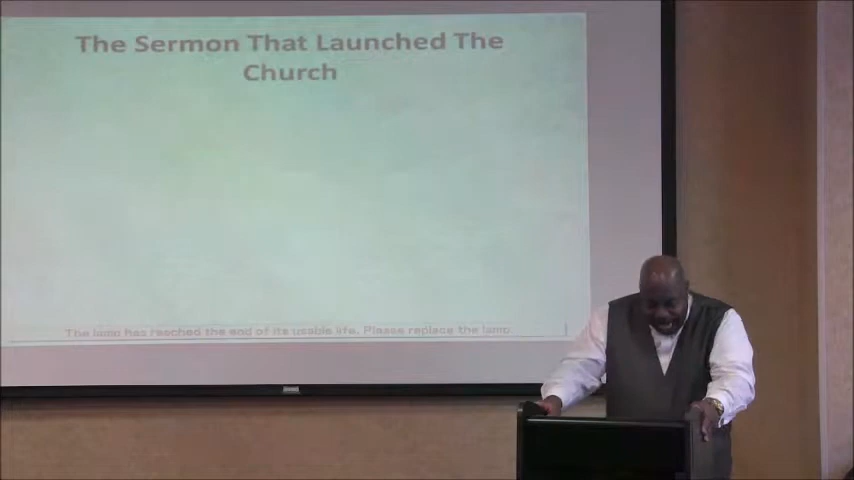 The Sermon That Launched The
Church
The lamp has reached the end of its usable life. Please replace the lamp